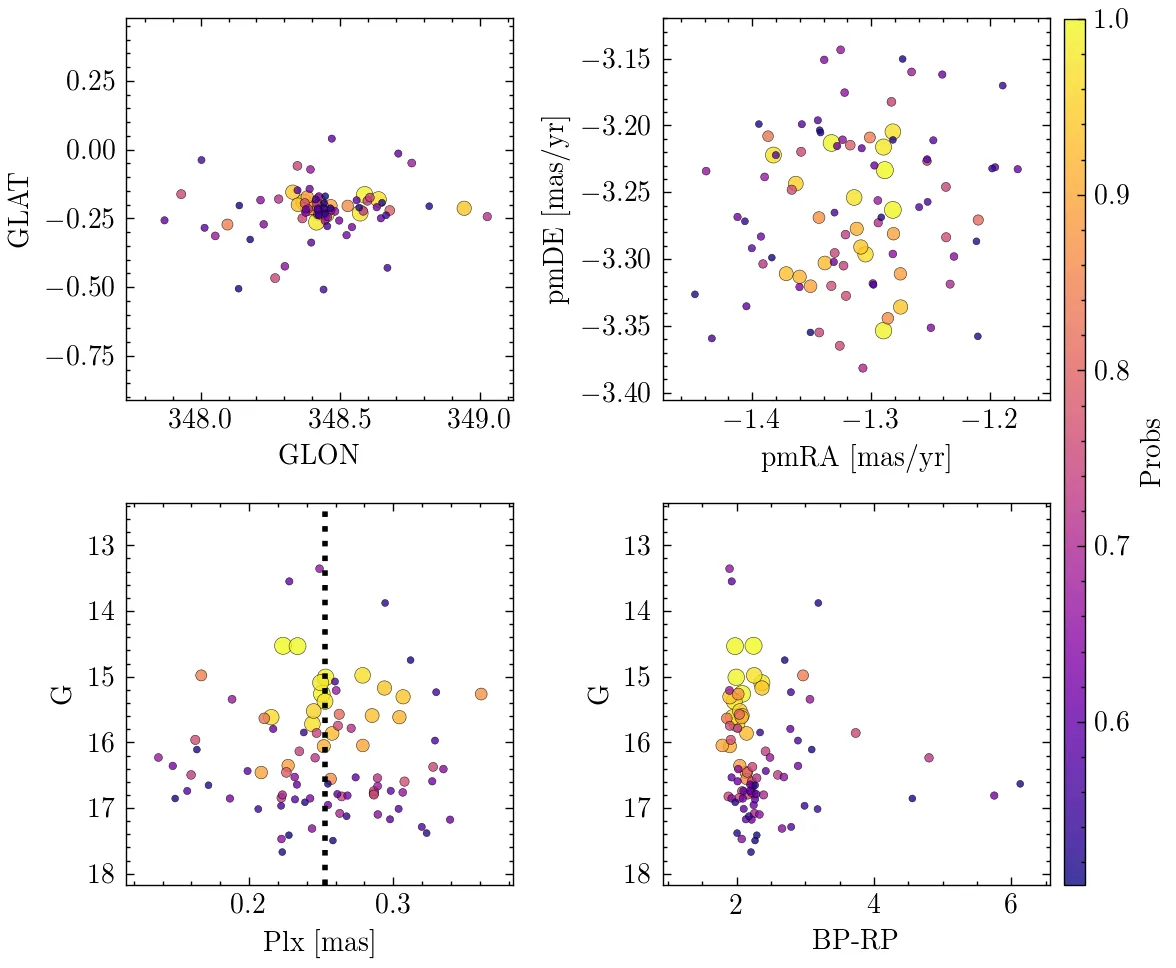 0.25
0.00
−0.25
−0.50
−0.75
GLAT
348.0 348.5 349.0
GLON
−3.15
−3.20
−3.25
−3.30
−3.35
−3.40
pmDE [mas/yr]
−1.4 −1.3 −1.2
pmRA [mas/yr]
1.0
0.9
0.8
0.7
0.6
Probs
13
14
15
16
17
18
G
0.2 0.3
Plx [mas]
13
14
15
16
17
18
G
2 4 6
BP-RP